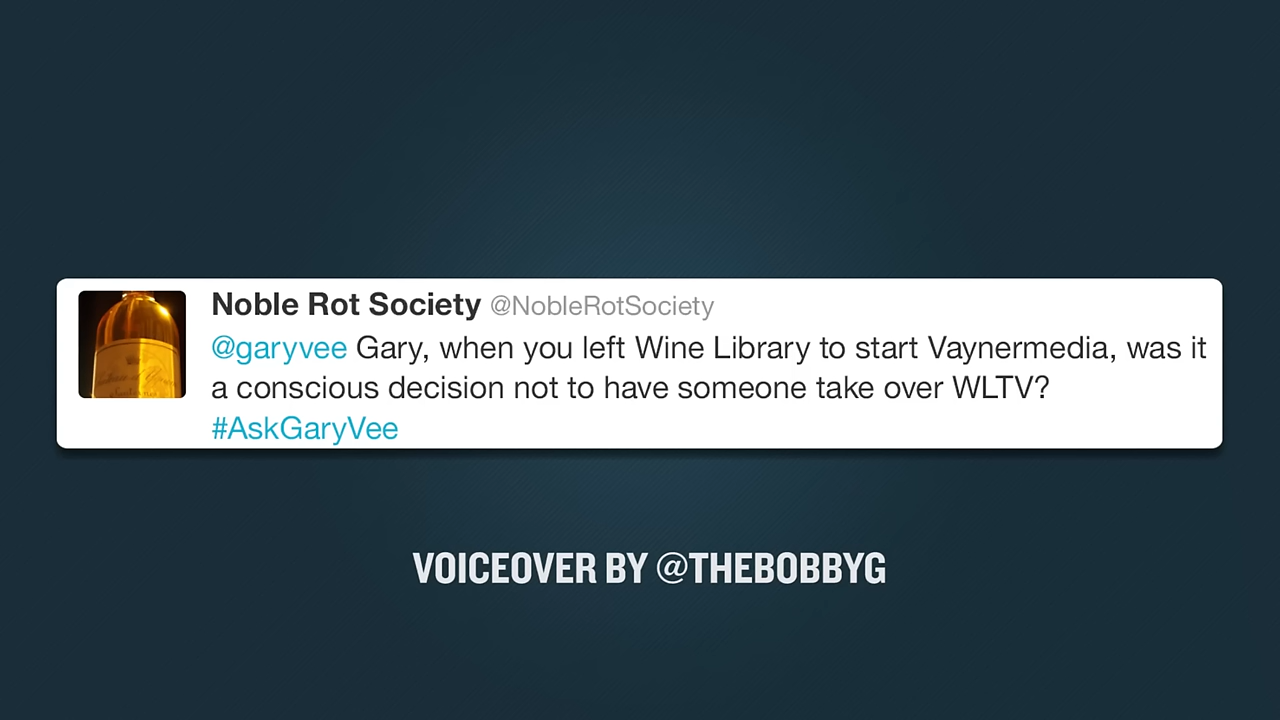 Noble Rot Society @NobleRotSociety
@garyvee Gary, when you left Wine Library to start Vaynermedia, was it
a conscious decision not to have someone take over WLTV?
#AskGaryVee
VOICEOVER BY @THEBOBBYG